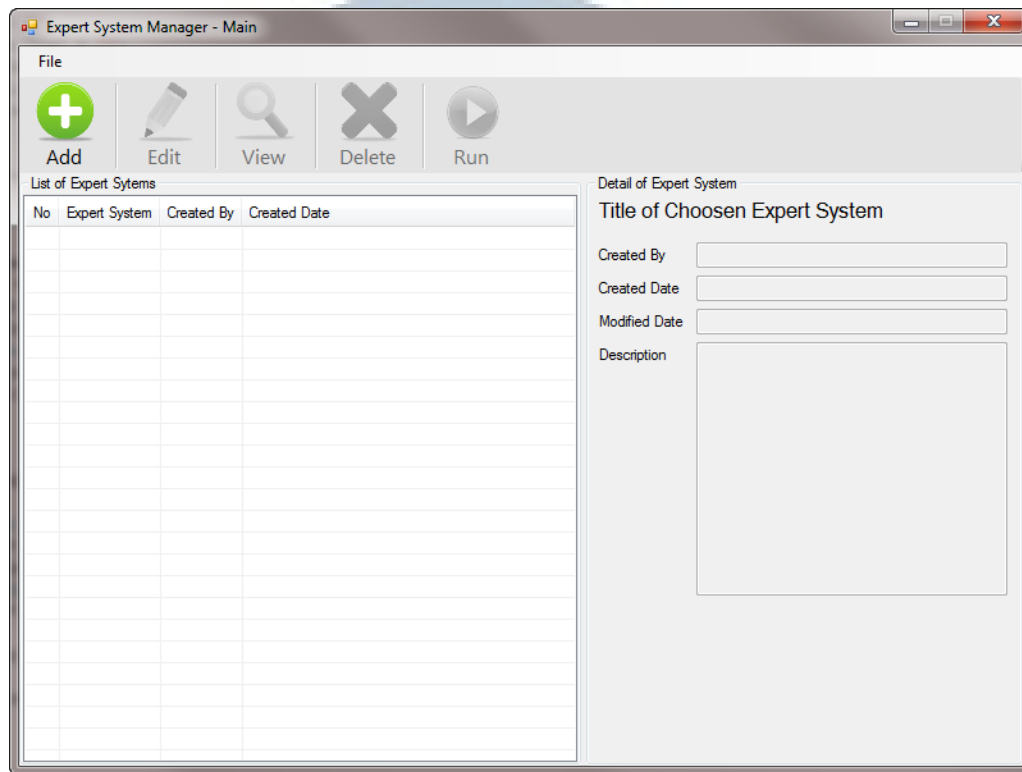 Expert System Manager - Main
File
Add Edit View Delete Run
List of Expert Sytems
No Expert System Created By Created Date
Detail of Expert System
Title of Choosen Expert System
Created By
Created Date
Modified Date
Description